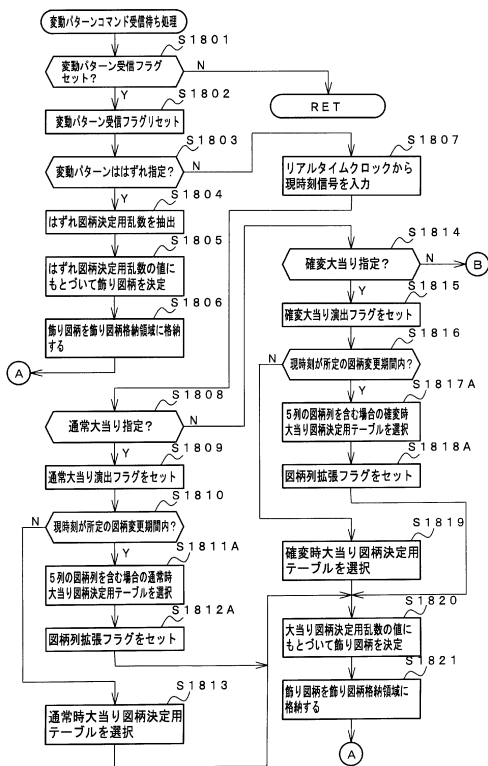 変動パターンコマンド受信待ち処理
S1801
変動パターン受信フラグ
セット?
N
Y
RET
S1802
変動パターン受信フラグリセット
S1803
変動パターンははずれ指定?
N
Y
S1807
リアルタイムクロックから
現時刻信号を入力
S1804
はずれ図柄決定用乱数を抽出
S1805
はずれ図柄決定用乱数の値に
もとづいて飾り図柄を決定
S1806
飾り図柄を飾り図柄格納領域に格納
する
A
S1808
通常大当り指定?
N
Y
S1809
通常大当り演出フラグをセット
S1810
現時刻が所定の図柄変更期間内?
N
Y
S1811A
5列の図柄列を含む場合の通常時
大当り図柄決定用テーブルを選択
S1812A
図柄列拡張フラグをセット
S1813
通常時大当り図柄決定用
テーブルを選択
S1814
確変大当り指定?
N
B
Y
S1815
確変大当り演出フラグをセット
S1816
現時刻が所定の図柄変更期間内?
N
Y
S1817A
5列の図柄列を含む場合の確変時
大当り図柄決定用テーブルを選択
S1818A
図柄列拡張フラグをセット
S1819
確変時大当り図柄決定用
テーブルを選択
S1820
大当り図柄決定用乱数の値に
もとづいて飾り図柄を決定
S1821
飾り図柄を飾り図柄格納領域に
格納する
A